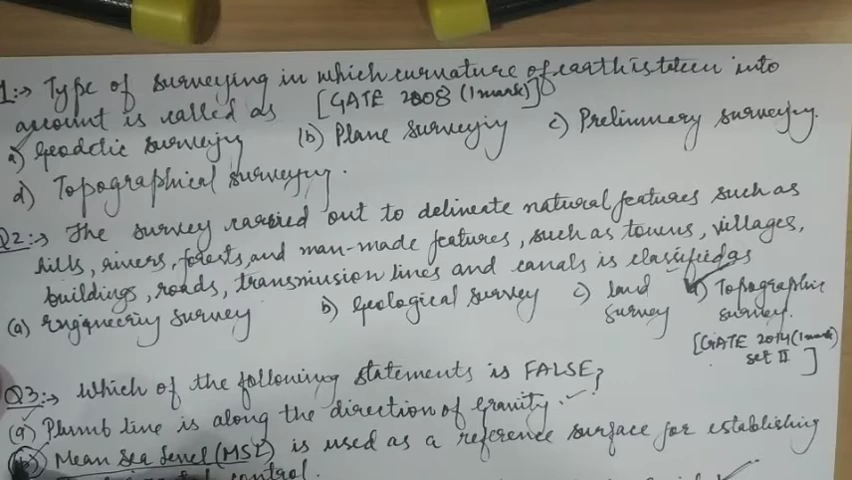 1:→ Type of surveying in which curvature of earth is taken into
account is called as [GATE 2008 (1 mark)]
a) Geodetic surveying (b) Plane surveying c) Preliminary surveying.
d) Topographical surveying.
Q2:→ The survey carried out to delineate natural features such as
hills, rivers, forests, and man-made features, such as towns, villages,
buildings, roads, transmission lines and canals is classified as
(a) Engineering survey b) Geological survey c) land survey d) Topographic survey.
[GATE 2014 (1 mark) set II]
Q3:→ Which of the following statements is FALSE?
(a) Plumb line is along the direction of Gravity.
(b) Mean Sea Level (MSL) is used as a reference surface for establishing
control.